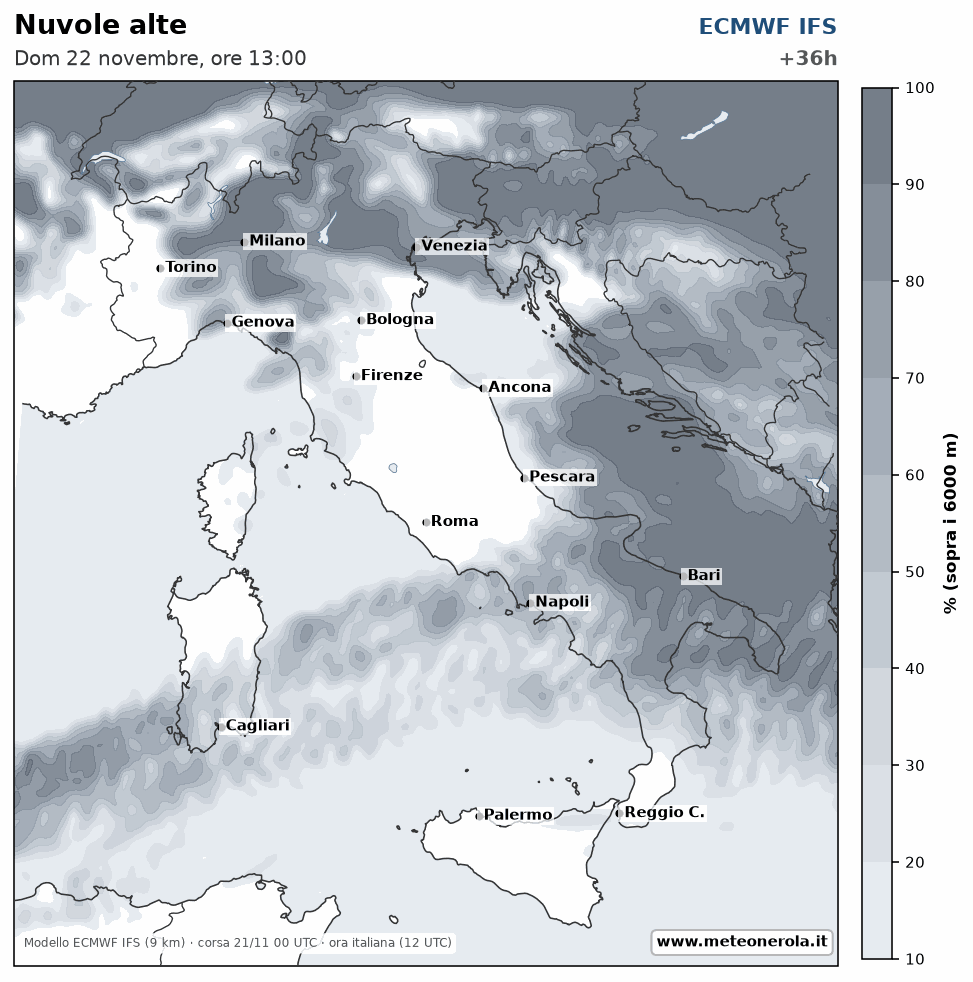 Nuvole alte
ECMWF IFS
Dom 22 novembre, ore 13:00
+36h
Milano
Venezia
Torino
Genova
Bologna
Firenze
Ancona
Pescara
Roma
Bari
Napoli
Cagliari
Palermo
Reggio C.
100
90
80
70
60
50
40
30
20
10
% (sopra i 6000 m)
Modello ECMWF IFS (9 km) · corsa 21/11 00 UTC · ora italiana (12 UTC)
www.meteonerola.it